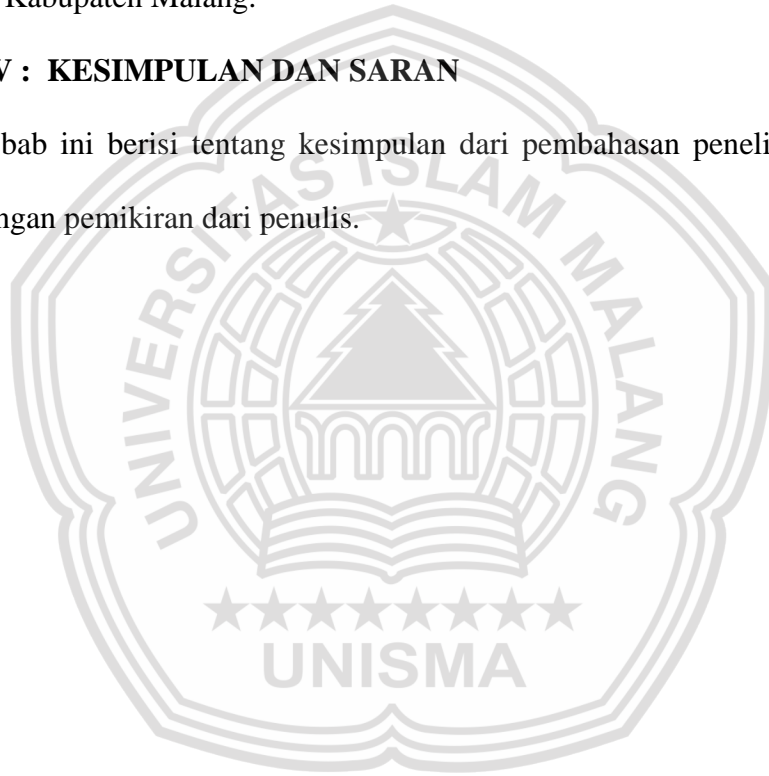 Kabupaten Malang.
V : KESIMPULAN DAN SARAN
bab ini berisi tentang kesimpulan dari pembahasan peneli
ngan pemikiran dari penulis.
UNIVERSITAS ISLAM MALANG
UNISMA